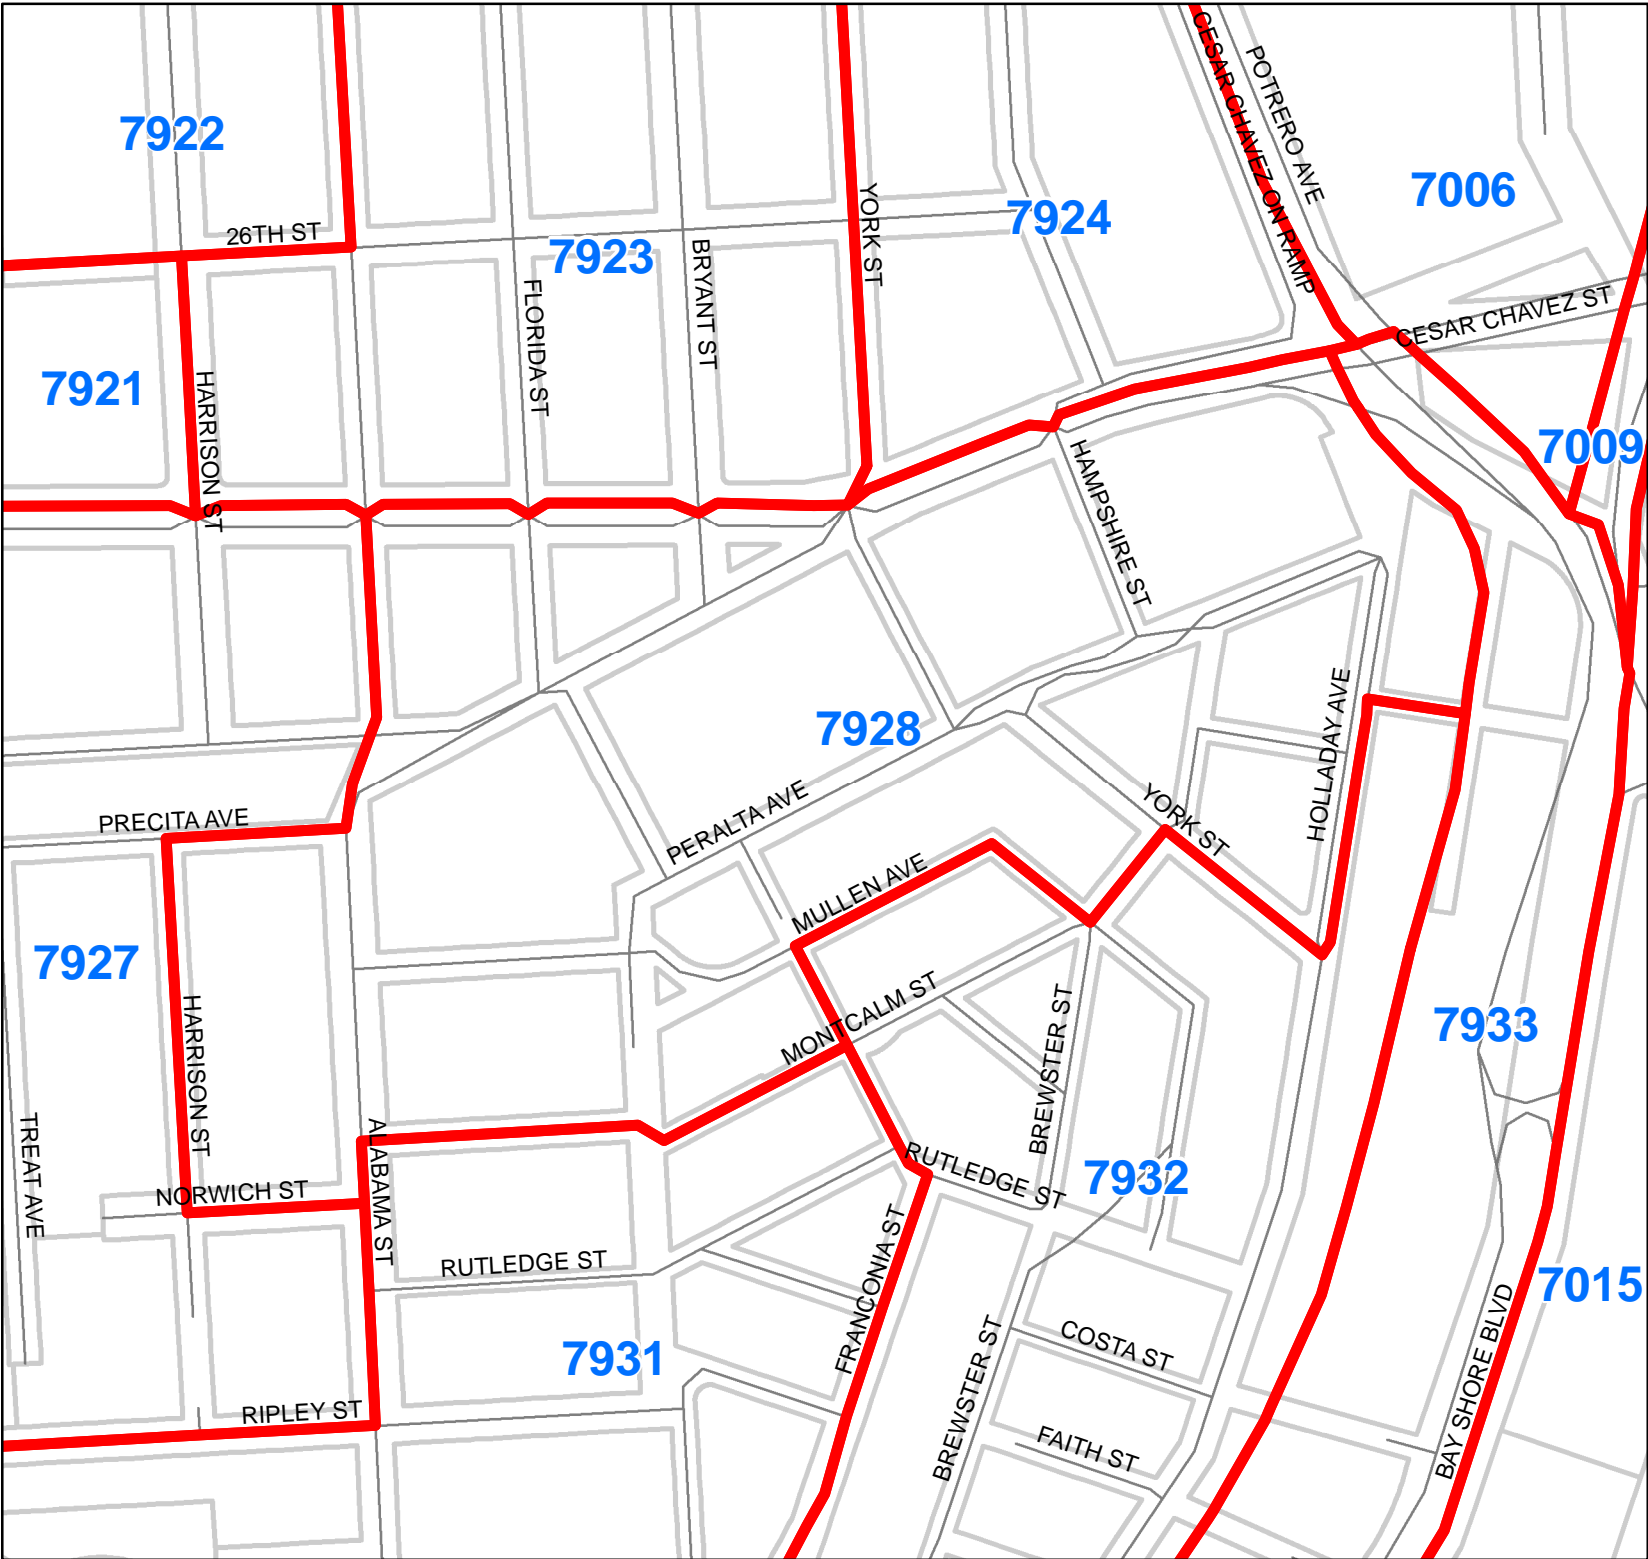 CESAR CHAVEZ ON RAMP
POTRERO AVE
7922
7006
YORK ST
7924
26TH ST
7923
BRYANT ST
FLORIDA ST
CESAR CHAVEZ ST
7921
HARRISON ST
7009
HAMPSHIRE ST
7928
HOLLADAY AVE
PERALTA AVE
YORK ST
PRECITA AVE
MULLEN AVE
7927
MONTCALM ST
BREWSTER ST
7933
HARRISON ST
TREAT AVE
ALABAMA ST
RUTLEDGE ST
7932
NORWICH ST
FRANCONIA ST
RUTLEDGE ST
7015
BAY SHORE BLVD
7931
COSTA ST
BREWSTER ST
RIPLEY ST
FAITH ST